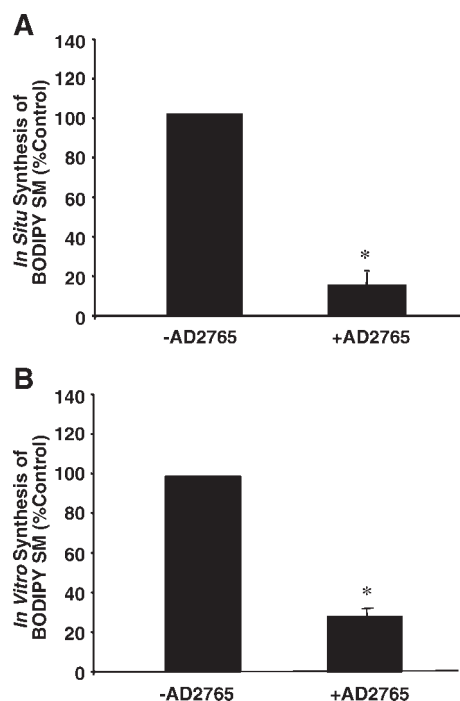 A
140
120
100
80
60
40
20
0
In Situ Synthesis of
BODIPY SM (%Control)
*
-AD2765
+AD2765
B
140
120
100
80
60
40
20
0
In Vitro Synthesis of
BODIPY SM (%Control)
*
-AD2765
+AD2765